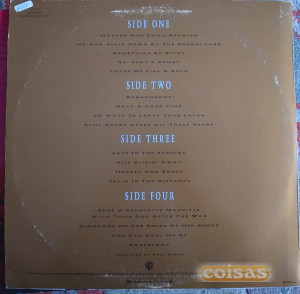 SIDE ONE
MOTHER AND CHILD REUNION
ME AND JULIO DOWN BY THE SCHOOLYARD
SOMETHING SO RIGHT
ST. JUDY'S COMET
LOVES ME LIKE A ROCK
SIDE TWO
KODACHROME
HAVE A GOOD TIME
50 WAYS TO LEAVE YOUR LOVER
STILL CRAZY AFTER ALL THESE YEARS
SIDE THREE
LATE IN THE EVENING
SLIP SLIDIN' AWAY
HEARTS AND BONES
TRAIN IN THE DISTANCE
SIDE FOUR
RENE & GEORGETTE MAGRITTE
WITH THEIR DOG AFTER THE WAR
DIAMONDS ON THE SOLES OF HER SHOES
YOU CAN CALL ME AL
GRACELAND
PRODUCED BY PAUL SIMON
coisas